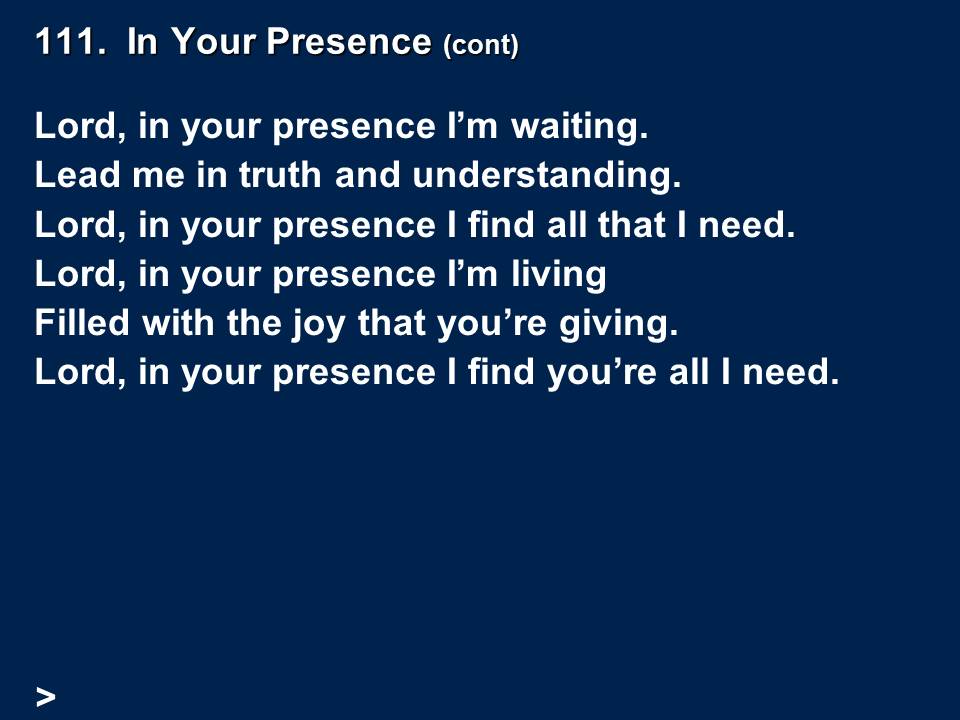 111.  In Your Presence (cont)
Lord, in your presence I’m waiting.
Lead me in truth and understanding.
Lord, in your presence I find all that I need.
Lord, in your presence I’m living
Filled with the joy that you’re giving.
Lord, in your presence I find you’re all I need.
>